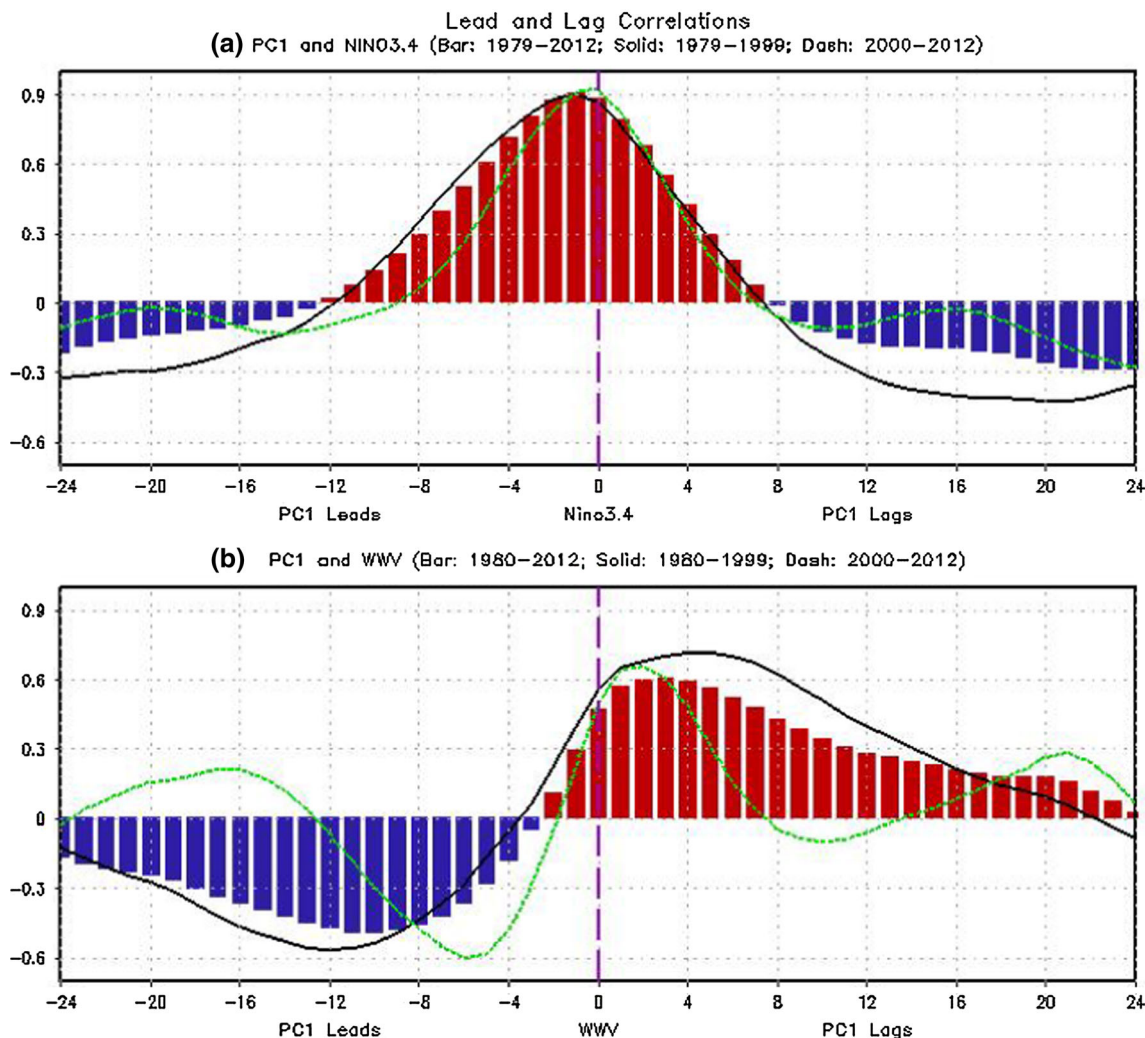 Lead and Lag Correlations
(a) PC1 and NINO3.4 (Bar: 1979-2012; Solid: 1979-1999; Dash: 2000-2012)
0.9
0.6
0.3
0
-0.3
-0.6
-24 -20 -16 -12 -8 -4 0 4 8 12 16 20 24
PC1 Leads Nino3.4 PC1 Lags
(b) PC1 and WWV (Bar: 1980-2012; Solid: 1980-1999; Dash: 2000-2012)
0.9
0.6
0.3
0
-0.3
-0.6
-24 -20 -16 -12 -8 -4 0 4 8 12 16 20 24
PC1 Leads WWV PC1 Lags